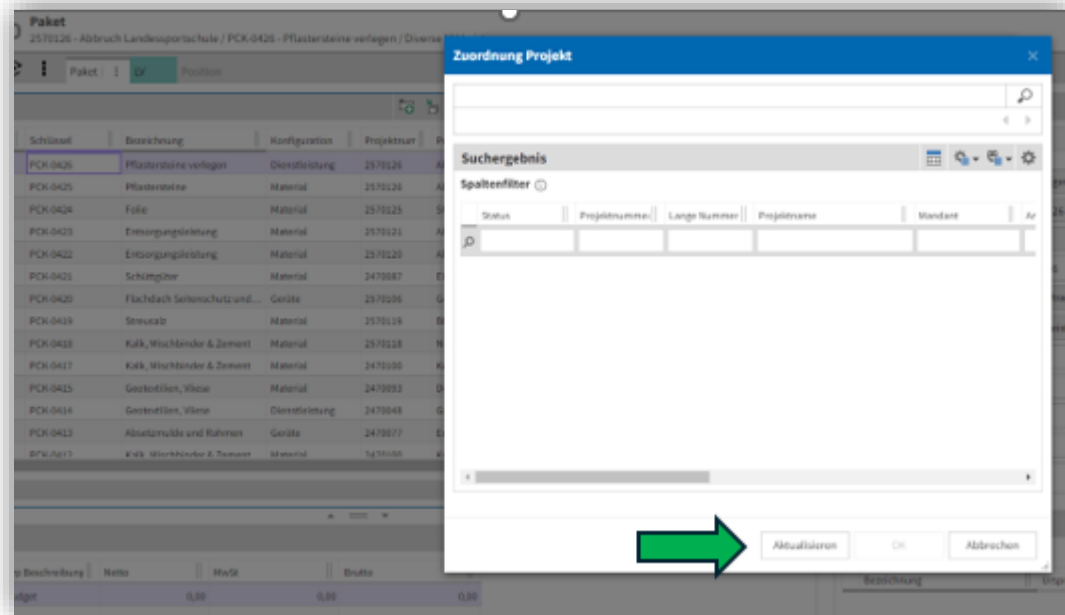 Paket
2570126 - Abbruch Landessportschule / PCK-0426 - Pflastersteine verlegen / Diverse
Paket LV Position
Schlüssel Bezeichnung Konfiguration Projektnum
PCK-0426 Pflastersteine verlegen Dienstleistung 2570126
PCK-0425 Pflastersteine Material 2570126
PCK-0424 Folie Material 2570125
PCK-0423 Entsorgungsleistung Material 2570121
PCK-0422 Entsorgungsleistung Material 2570120
PCK-0421 Schüttgüter Material 2470087
PCK-0420 Flachdach Seitenschutz und... Geräte 2570106
PCK-0419 Streusalz Material 2570119
PCK-0418 Kalk, Mischbinder & Zement Material 2570118
PCK-0417 Kalk, Mischbinder & Zement Material 2470100
PCK-0415 Geotextilien, Vliese Material 2470093
PCK-0414 Geotextilien, Vliese Dienstleistung 2470048
PCK-0413 Absetzmulde und Rahmen Geräte 2470077
PCK-0412 Kalk, Mischbinder & Zement Material 2470100
Zuordnung Projekt
Suchergebnis
Spaltenfilter
Status Projektnummer Lange Nummer Projektname Mandant
Aktualisieren OK Abbrechen
Beschreibung Netto MwSt Brutto
0,00 0,00 0,00
Bezeichnung